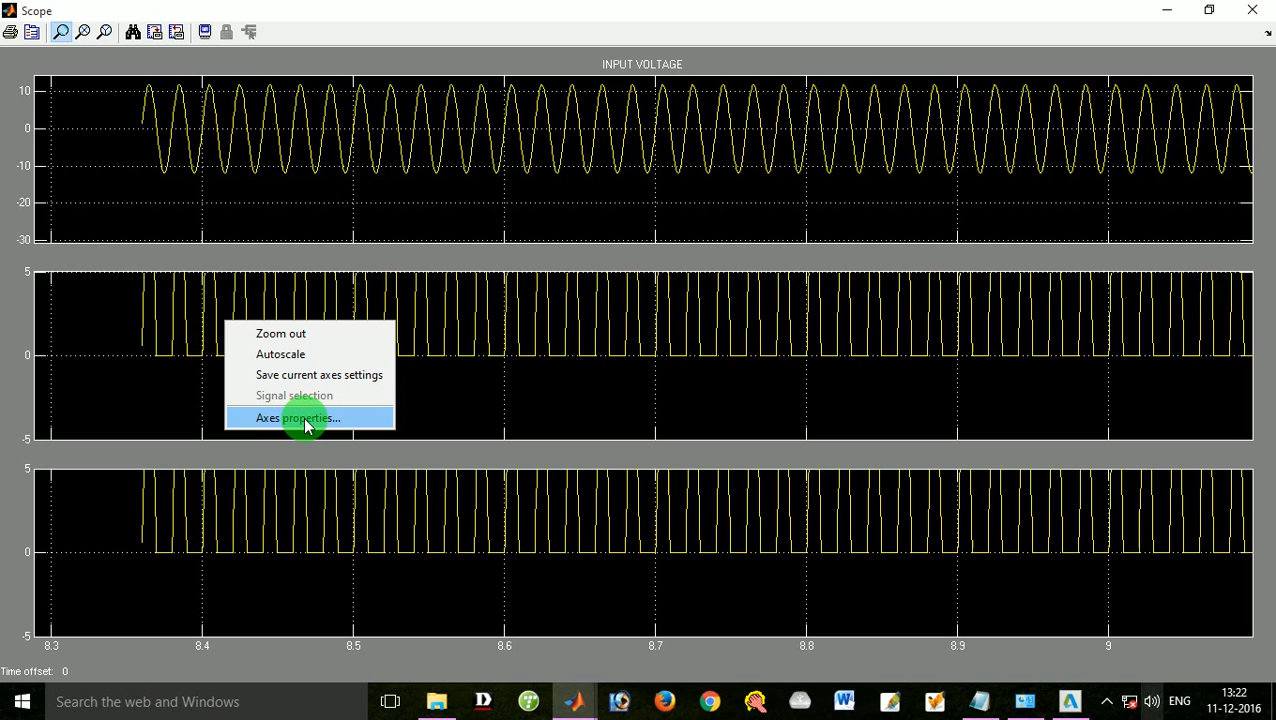 Scope
INPUT VOLTAGE
10
0
-10
-20
-30
5
0
-5
Zoom out
Autoscale
Save current axes settings
Signal selection
Axes properties...
5
0
-5
8.3 8.4 8.5 8.6 8.7 8.8 8.9 9
Time offset: 0
Search the web and Windows
ENG
13:22
11-12-2016